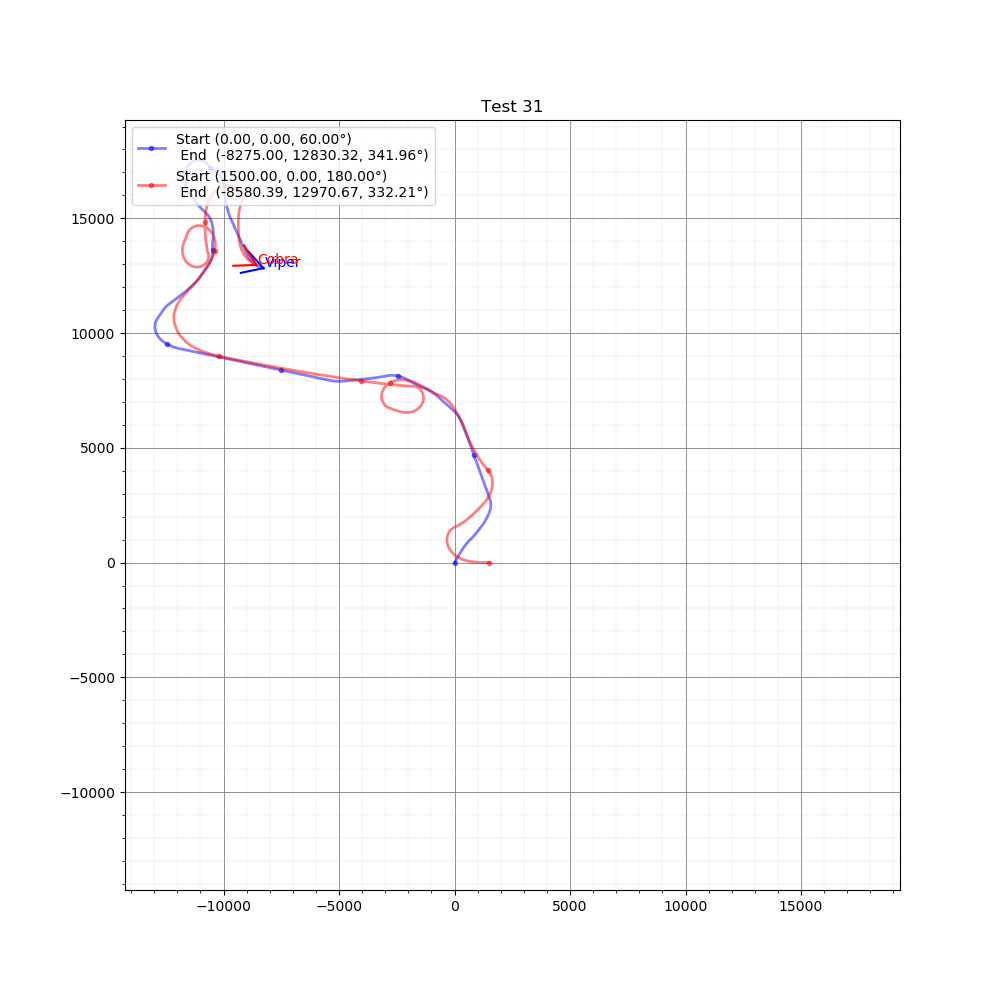 Test 31
Start (0.00, 0.00, 60.00°)
End (-8275.00, 12830.32, 341.96°)
Start (1500.00, 0.00, 180.00°)
End (-8580.39, 12970.67, 332.21°)
15000
Cobra
Viper
10000
5000
0
−5000
−10000
−10000 −5000 0 5000 10000 15000